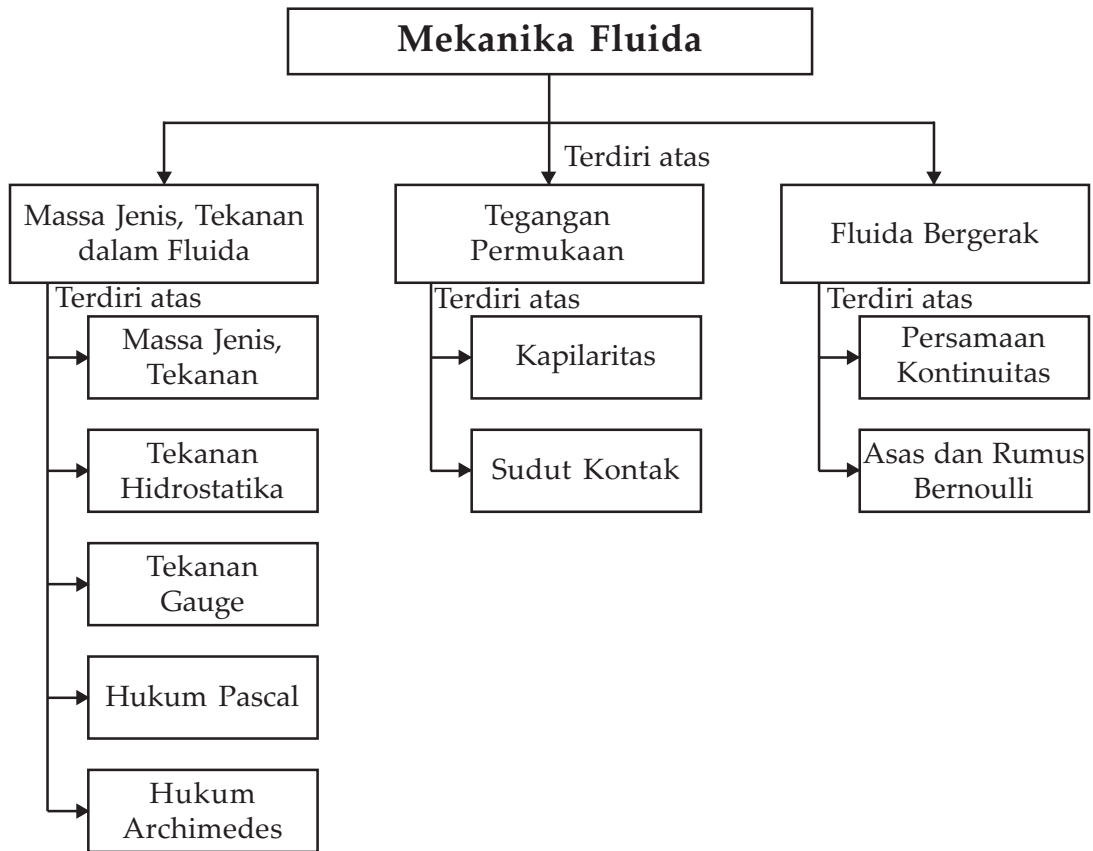 Mekanika Fluida
Terdiri atas
Massa Jenis, Tekanan
dalam Fluida
Terdiri atas
Massa Jenis,
Tekanan
Tekanan
Hidrostatika
Tekanan
Gauge
Hukum Pascal
Hukum
Archimedes
Tegangan
Permukaan
Terdiri atas
Kapilaritas
Sudut Kontak
Fluida Bergerak
Terdiri atas
Persamaan
Kontinuitas
Asas dan Rumus
Bernoulli